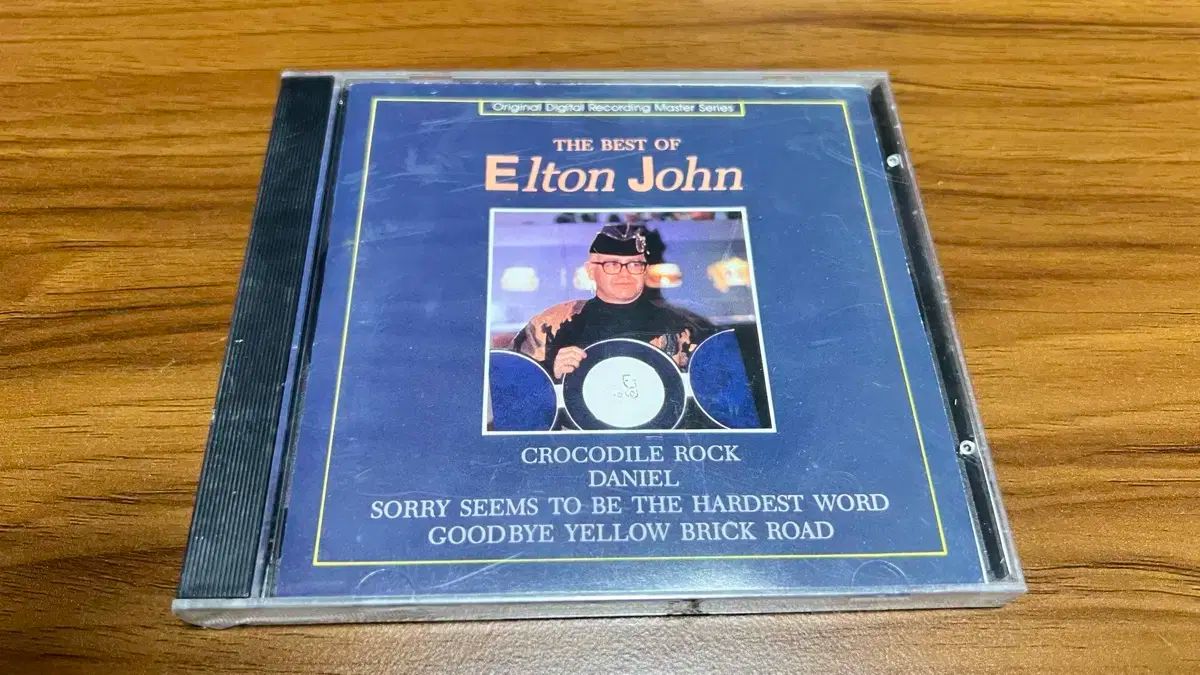 Original Digital Recording Master Series
THE BEST OF
Elton John
CROCODILE ROCK
DANIEL
SORRY SEEMS TO BE THE HARDEST WORD
GOODBYE YELLOW BRICK ROAD